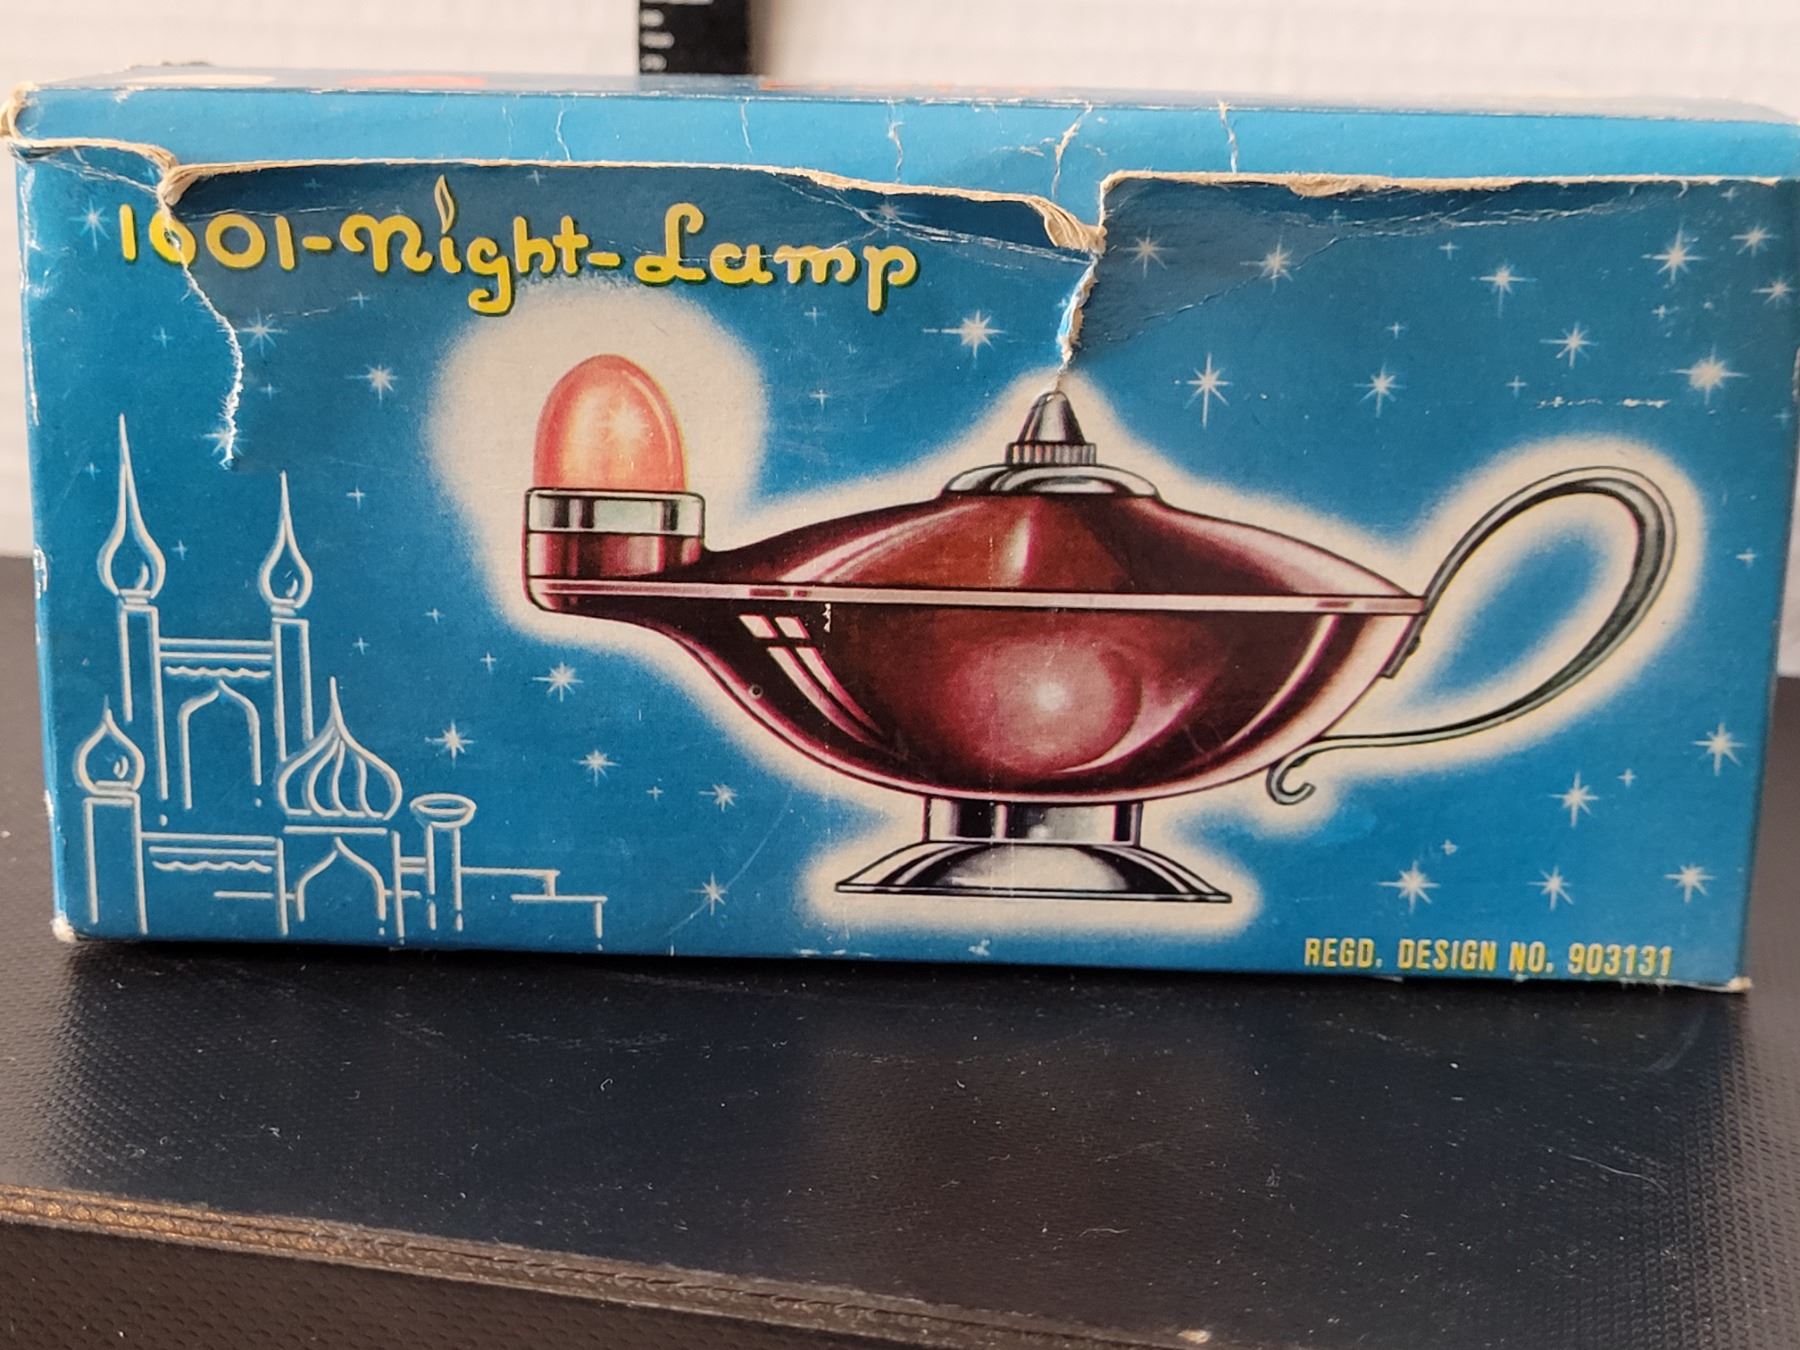 1001-Night-Lamp
REGD. DESIGN NO. 903131